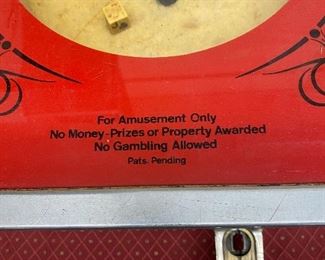 For Amusement Only
No Money-Prizes or Property Awarded
No Gambling Allowed
Pats. Pending